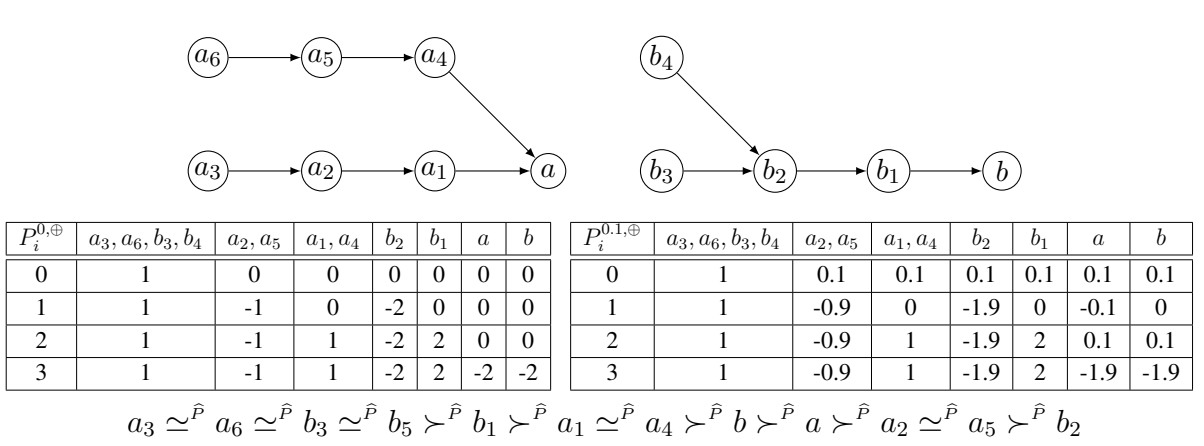 a₆ a₅ a₄ b₄
a₃ a₂ a₁ a b₃ b₂ b₁ b
P_i^{0,⊕} a₃, a₆, b₃, b₄ a₂, a₅ a₁, a₄ b₂ b₁ a b
0 1 0 0 0 0 0 0
1 1 -1 0 -2 0 0 0
2 1 -1 1 -2 2 0 0
3 1 -1 1 -2 2 -2 -2
P_i^{0.1,⊕} a₃, a₆, b₃, b₄ a₂, a₅ a₁, a₄ b₂ b₁ a b
0 1 0.1 0.1 0.1 0.1 0.1 0.1
1 1 -0.9 0 -1.9 0 -0.1 0
2 1 -0.9 1 -1.9 2 0.1 0.1
3 1 -0.9 1 -1.9 2 -1.9 -1.9
a₃ ≃^{P̂} a₆ ≃^{P̂} b₃ ≃^{P̂} b₅ ≻^{P̂} b₁ ≻^{P̂} a₁ ≃^{P̂} a₄ ≻^{P̂} b ≻^{P̂} a ≻^{P̂} a₂ ≃^{P̂} a₅ ≻^{P̂} b₂